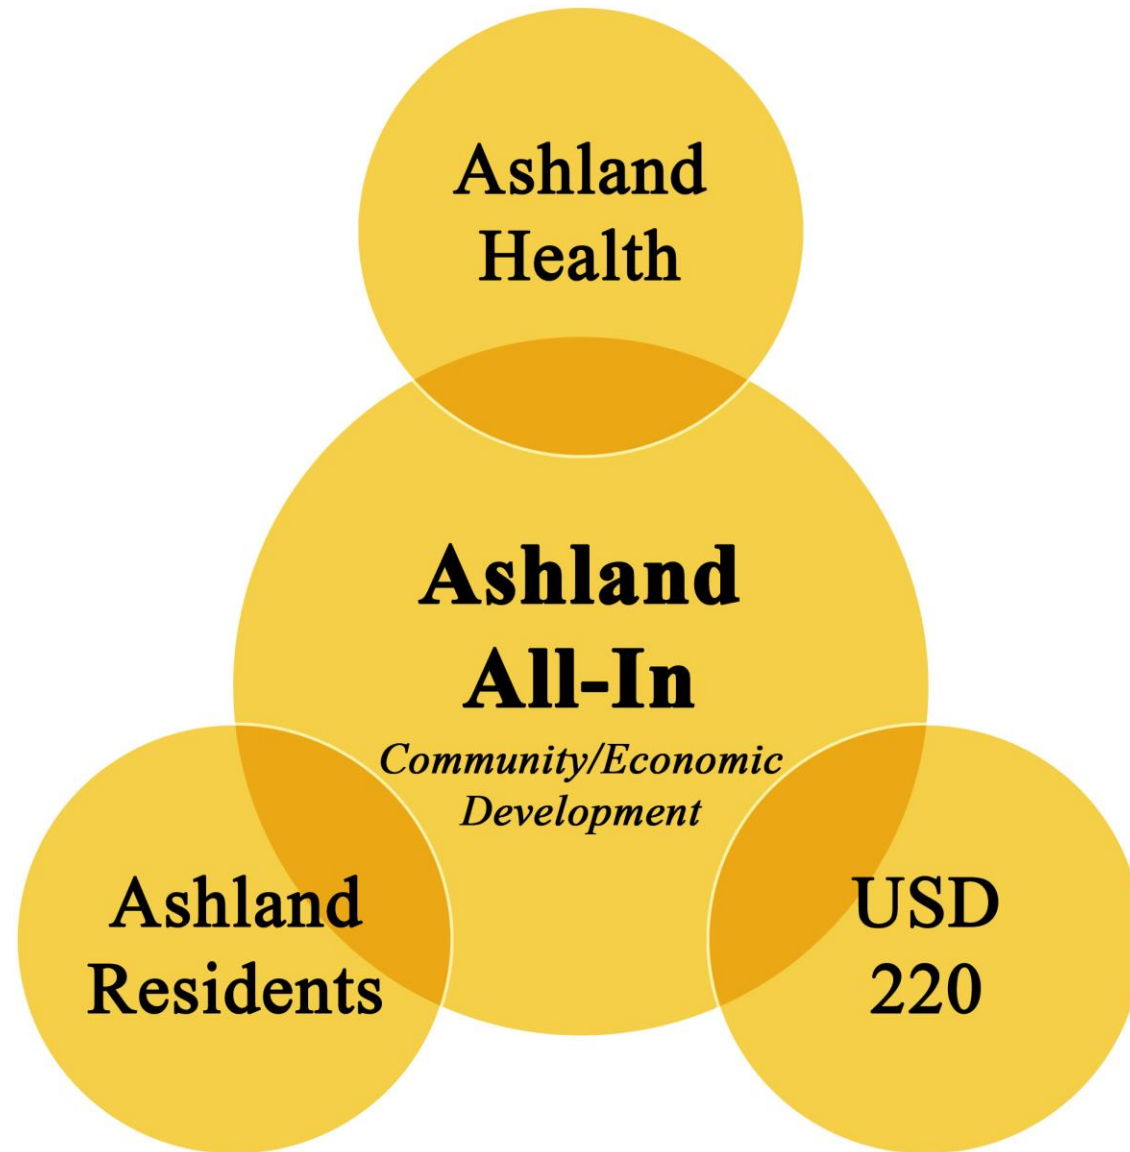 Ashland
Health
Ashland
All-In
Community/Economic
Development
Ashland
Residents
USD
220